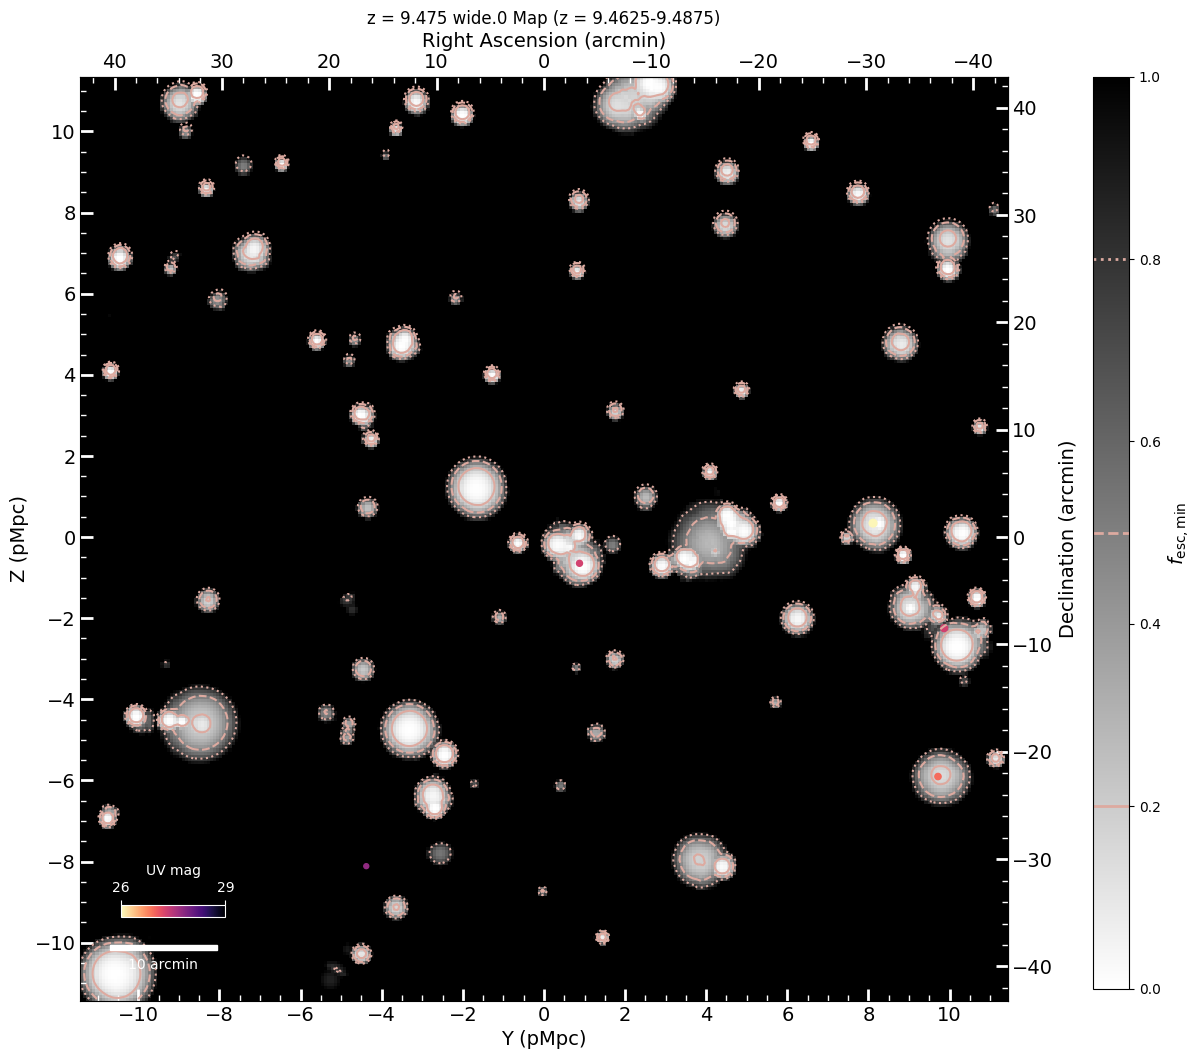 z = 9.475 wide.0 Map (z = 9.4625-9.4875)
Right Ascension (arcmin)
40 30 20 10 0 −10 −20 −30 −40
10
8
6
4
2
0
−2
−4
−6
−8
−10
Z (pMpc)
40
30
20
10
0
−10
−20
−30
−40
Declination (arcmin)
1.0
0.8
0.6
0.4
0.2
0.0
fesc,min
UV mag
26 29
10 arcmin
−10 −8 −6 −4 −2 0 2 4 6 8 10
Y (pMpc)